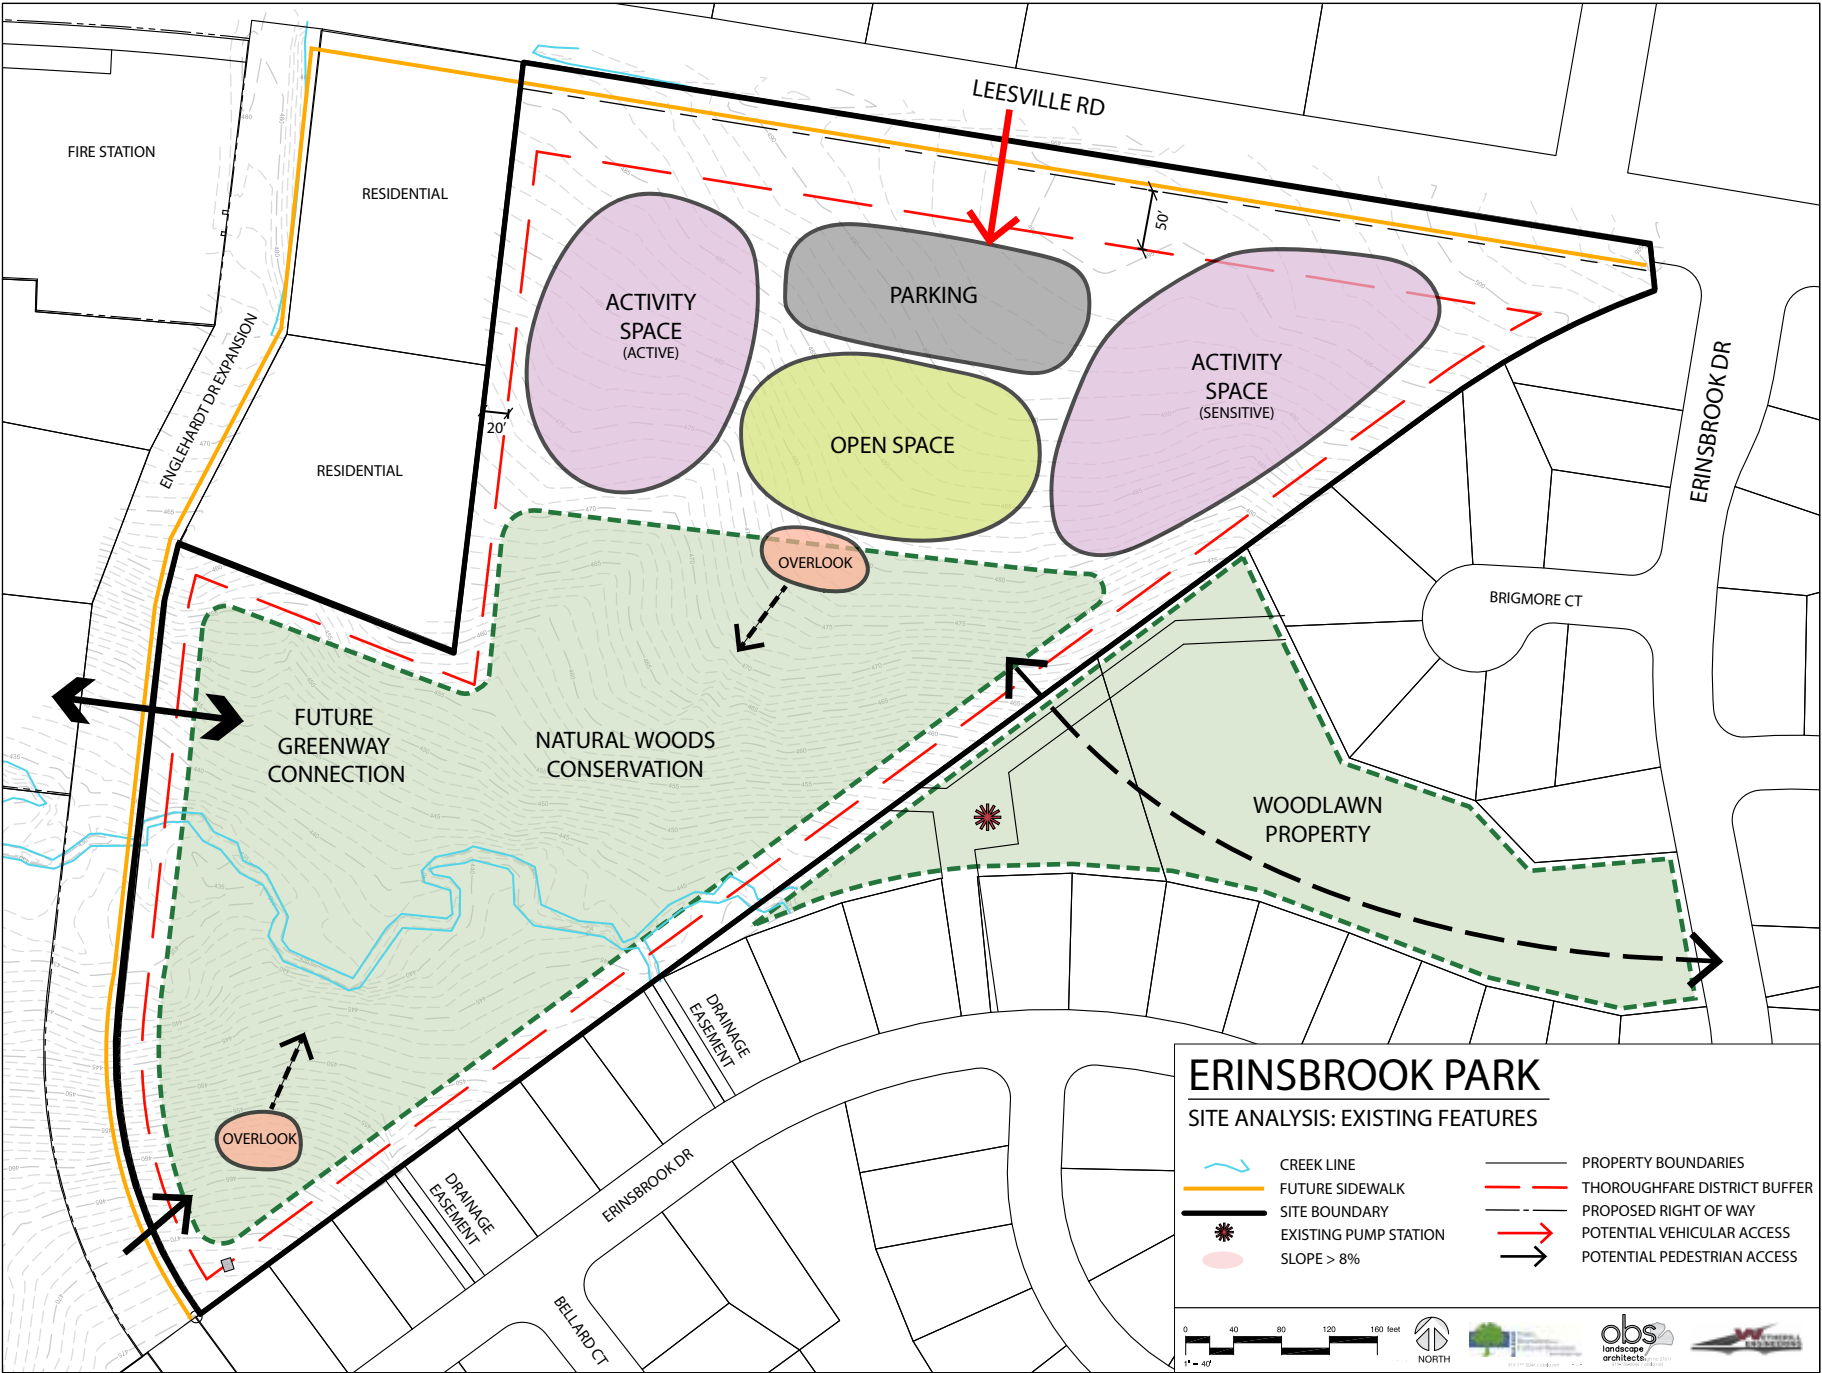 LEESVILLE RD
FIRE STATION
RESIDENTIAL
50'
ACTIVITY
SPACE
(ACTIVE)
PARKING
ACTIVITY
SPACE
(SENSITIVE)
ENGLEHARDT DR EXPANSION
ERINSBROOK DR
20'
OPEN SPACE
RESIDENTIAL
OVERLOOK
BRIGMORE CT
FUTURE
GREENWAY
CONNECTION
NATURAL WOODS
CONSERVATION
WOODLAWN
PROPERTY
DRAINAGE
EASEMENT
OVERLOOK
DRAINAGE
EASEMENT
ERINSBROOK DR
BELLARD CT
ERINSBROOK PARK
SITE ANALYSIS: EXISTING FEATURES
CREEK LINE
FUTURE SIDEWALK
SITE BOUNDARY
EXISTING PUMP STATION
SLOPE > 8%
PROPERTY BOUNDARIES
THOROUGHFARE DISTRICT BUFFER
PROPOSED RIGHT OF WAY
POTENTIAL VEHICULAR ACCESS
POTENTIAL PEDESTRIAN ACCESS
0 40 80 120 160 feet
1" = 40'
NORTH
obs
landscape
architects
WETHERILL
ENGINEERING